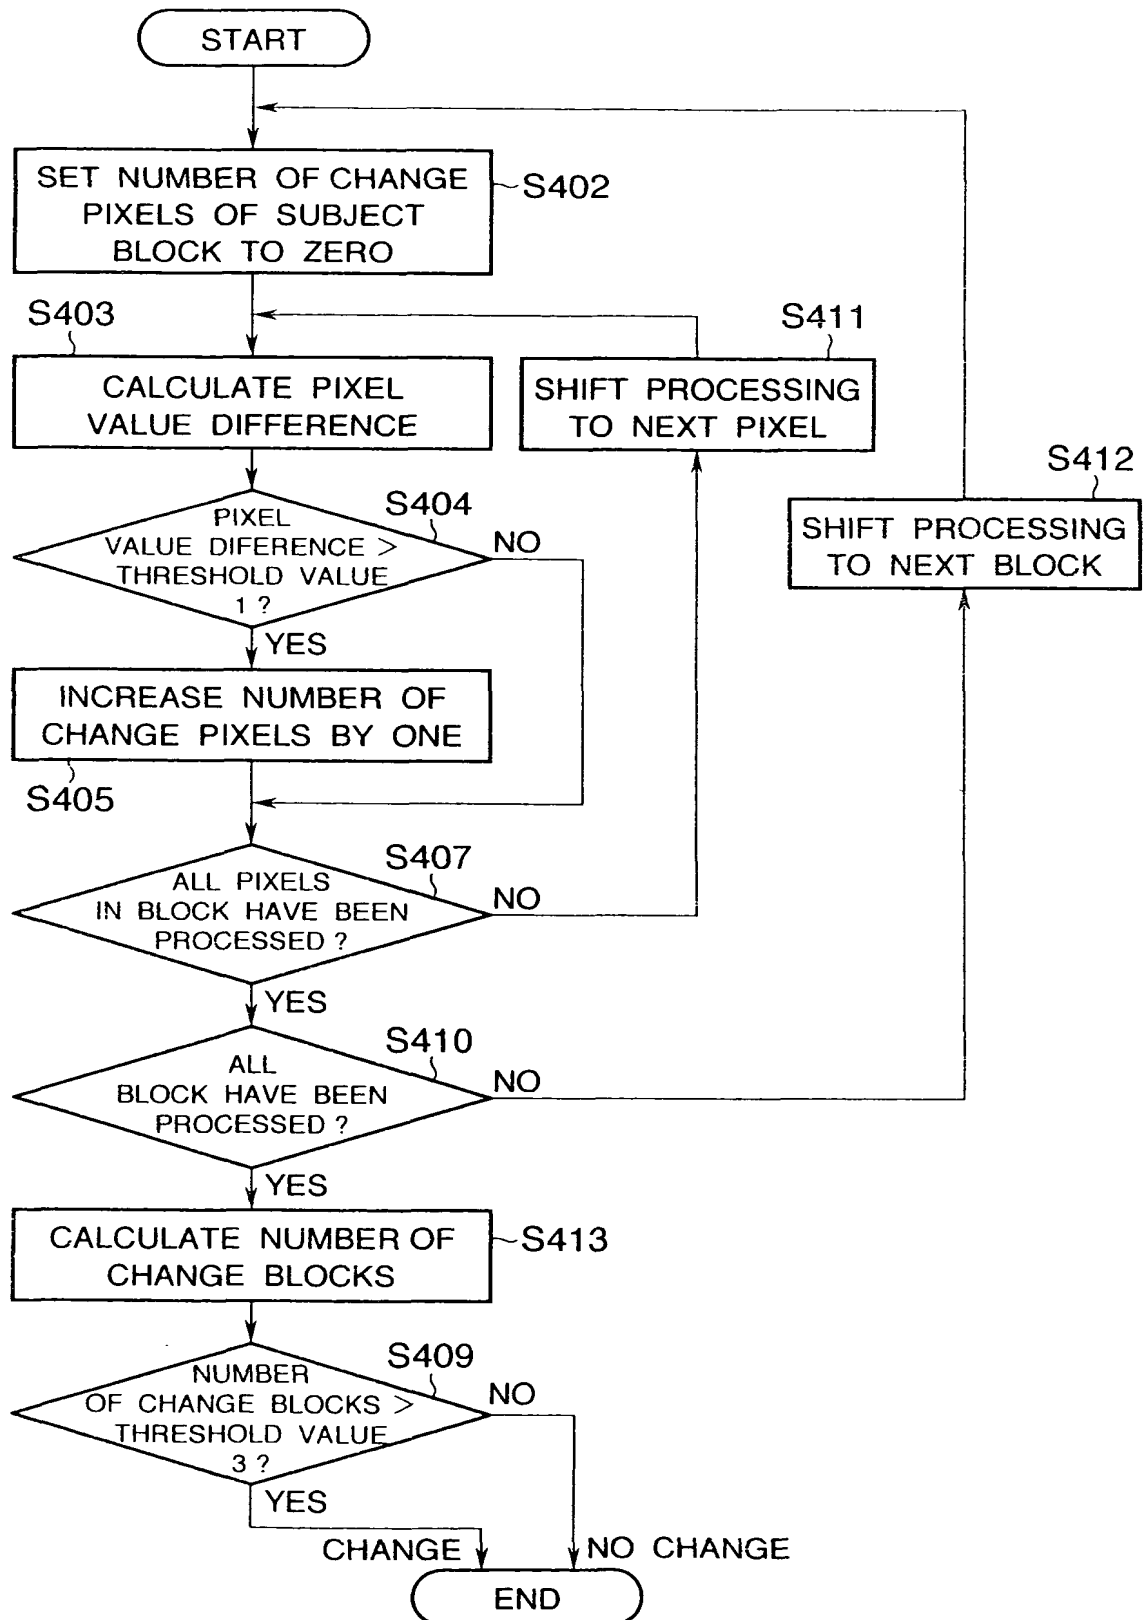 START
SET NUMBER OF CHANGE
PIXELS OF SUBJECT
BLOCK TO ZERO
S402
S403
CALCULATE PIXEL
VALUE DIFFERENCE
S411
SHIFT PROCESSING
TO NEXT PIXEL
S412
SHIFT PROCESSING
TO NEXT BLOCK
S404
PIXEL
VALUE DIFERENCE >
THRESHOLD VALUE
1 ?
NO
YES
INCREASE NUMBER OF
CHANGE PIXELS BY ONE
S405
S407
ALL PIXELS
IN BLOCK HAVE BEEN
PROCESSED ?
NO
YES
S410
ALL
BLOCK HAVE BEEN
PROCESSED ?
NO
YES
CALCULATE NUMBER OF
CHANGE BLOCKS
S413
S409
NUMBER
OF CHANGE BLOCKS >
THRESHOLD VALUE
3 ?
NO
YES
CHANGE
NO CHANGE
END